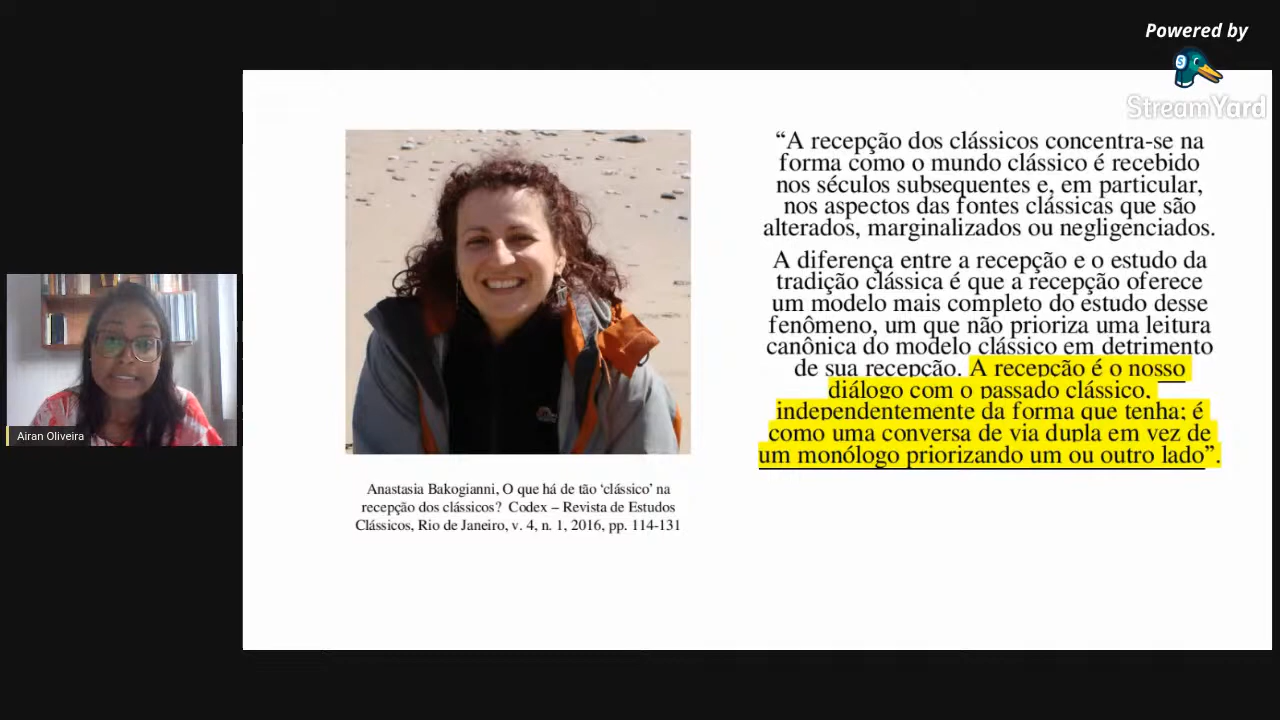 Powered by
StreamYard
“A recepção dos clássicos concentra-se na
forma como o mundo clássico é recebido
nos séculos subsequentes e, em particular,
nos aspectos das fontes clássicas que são
alterados, marginalizados ou negligenciados.
A diferença entre a recepção e o estudo da
tradição clássica é que a recepção oferece
um modelo mais completo do estudo desse
fenômeno, um que não prioriza uma leitura
canônica do modelo clássico em detrimento
de sua recepção. A recepção é o nosso
diálogo com o passado clássico,
independentemente da forma que tenha; é
como uma conversa de via dupla em vez de
um monólogo priorizando um ou outro lado”.
Anastasia Bakogianni, O que há de tão ‘clássico’ na
recepção dos clássicos? Codex – Revista de Estudos
Clássicos, Rio de Janeiro, v. 4, n. 1, 2016, pp. 114-131
Airan Oliveira